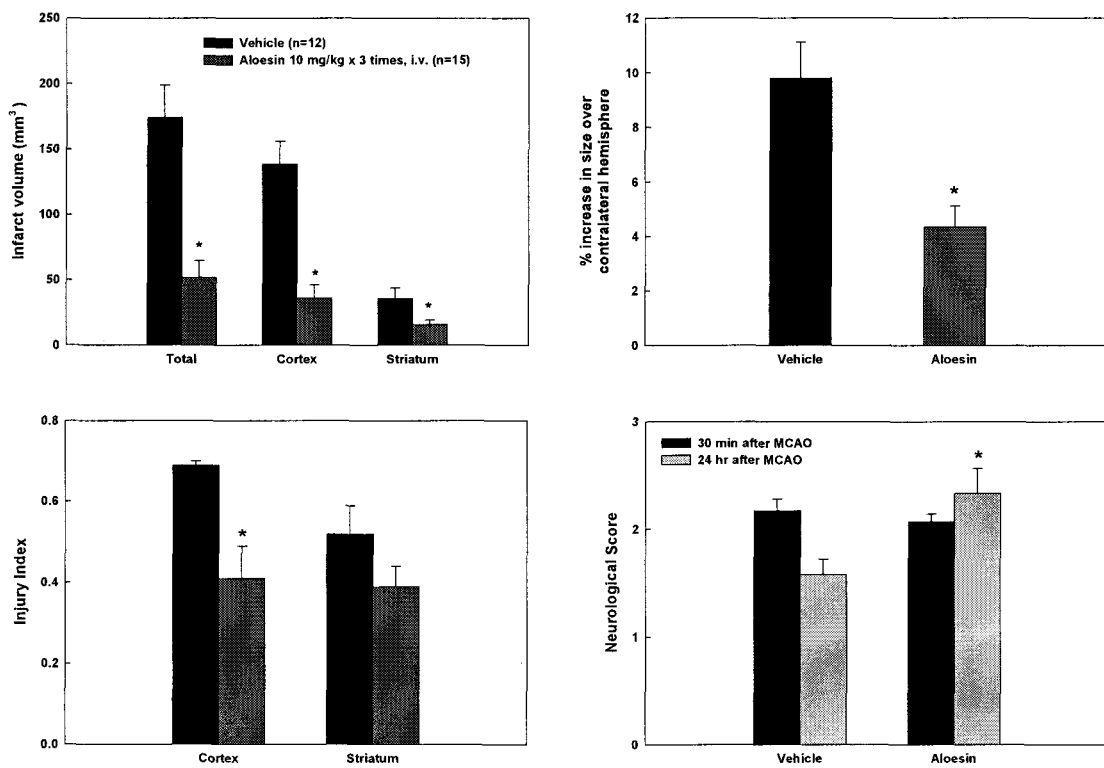 250
200
150
100
50
0
Infarct volume (mm³)
Vehicle (n=12)
Aloesin 10 mg/kg x 3 times, i.v. (n=15)
*
*
*
Total Cortex Striatum
12
10
8
6
4
2
0
% increase in size over
contralateral hemisphere
*
Vehicle Aloesin
0.8
0.6
0.4
0.2
0.0
Injury Index
*
Cortex Striatum
3
2
1
0
Neurological Score
30 min after MCAO
24 hr after MCAO
*
Vehicle Aloesin